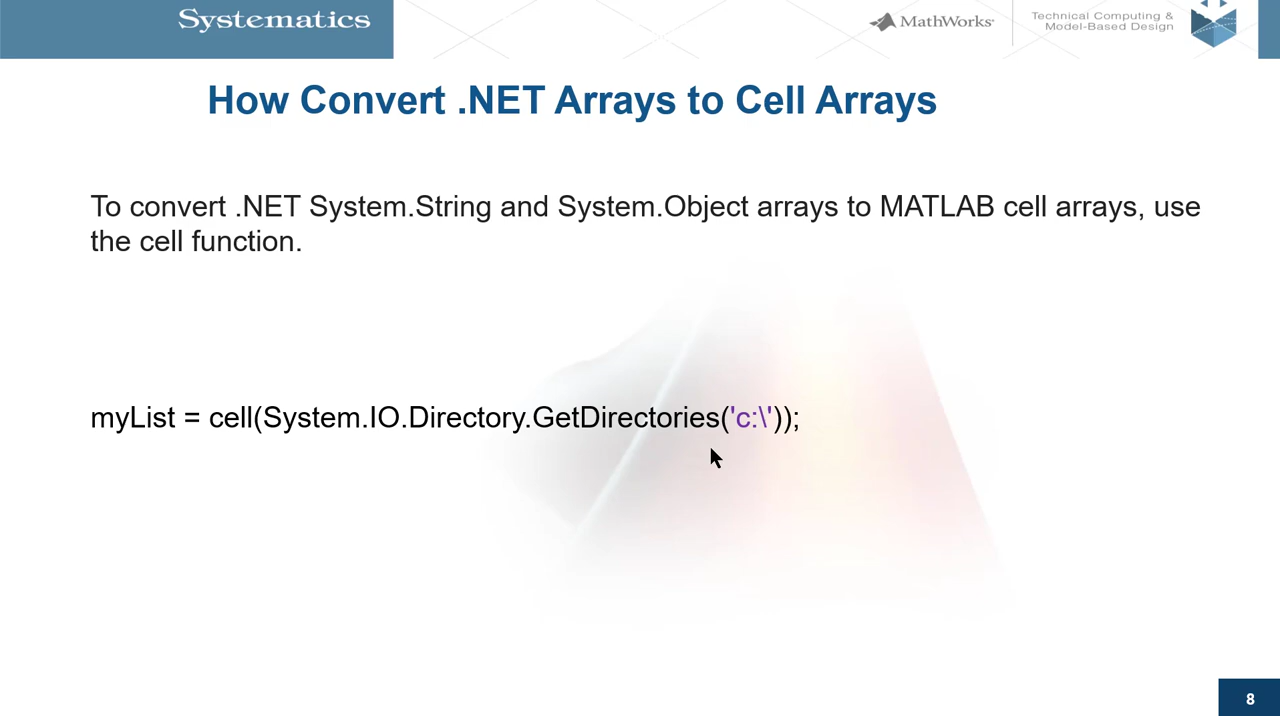 Systematics
MathWorks
Technical Computing &
Model-Based Design
How Convert .NET Arrays to Cell Arrays
To convert .NET System.String and System.Object arrays to MATLAB cell arrays, use
the cell function.
myList = cell(System.IO.Directory.GetDirectories('c:\'));
8